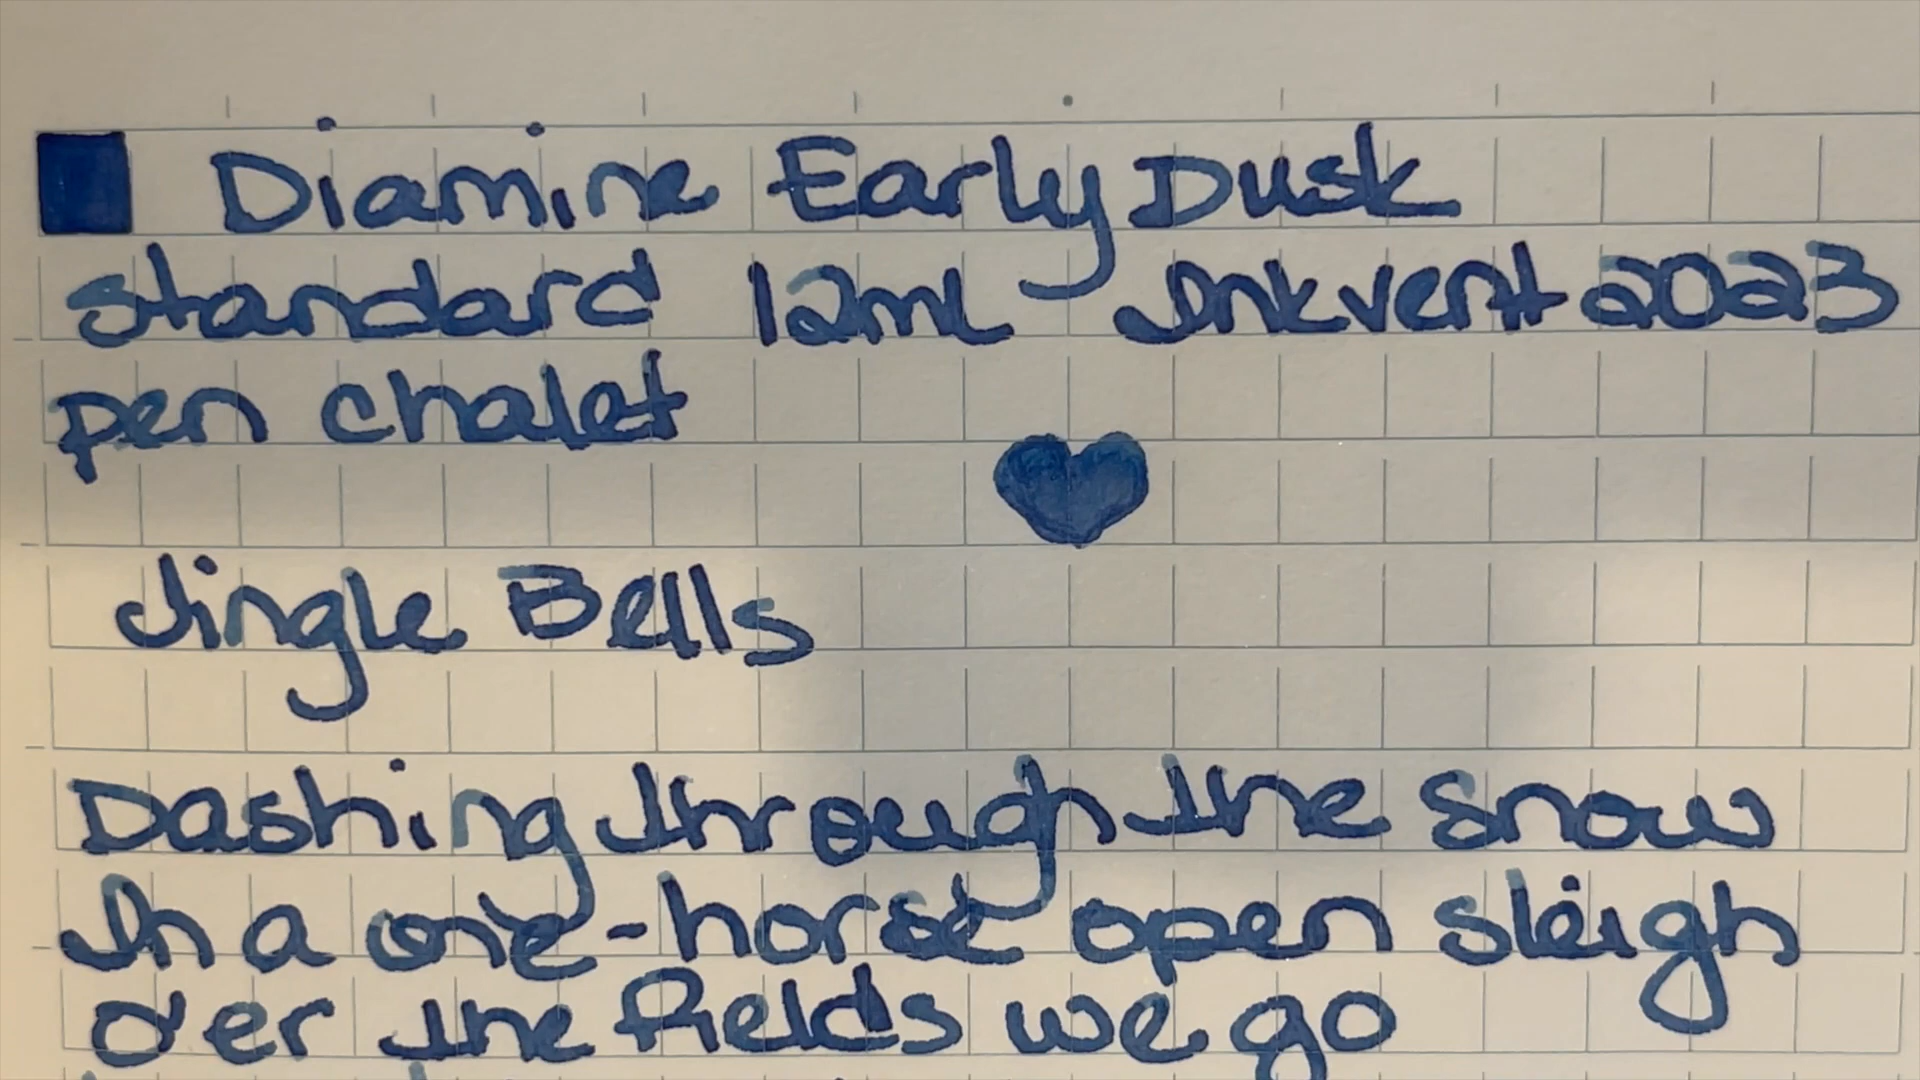 Diamine Early Dusk
Standard 12mL Inkvent 2023
pen chalet
Jingle Bells
Dashing through the snow
In a one-horse open sleigh
O'er the fields we go